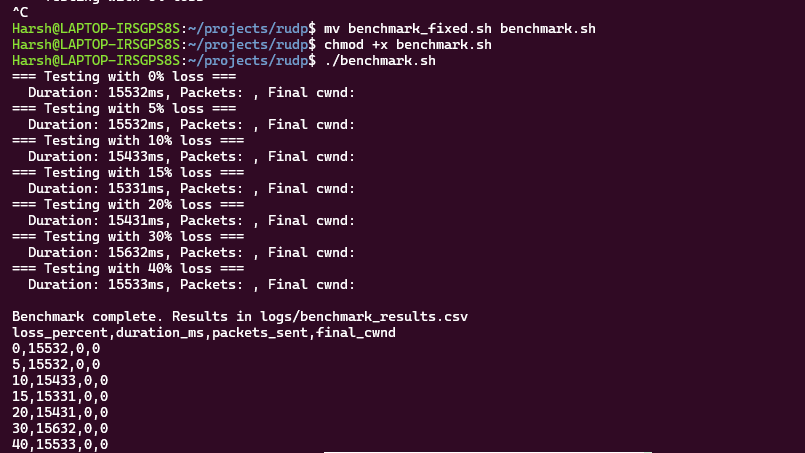 ^C
Harsh@LAPTOP-IRSGPS8S:~/projects/rudp$ mv benchmark_fixed.sh benchmark.sh
Harsh@LAPTOP-IRSGPS8S:~/projects/rudp$ chmod +x benchmark.sh
Harsh@LAPTOP-IRSGPS8S:~/projects/rudp$ ./benchmark.sh
=== Testing with 0% loss ===
  Duration: 15532ms, Packets: , Final cwnd:
=== Testing with 5% loss ===
  Duration: 15532ms, Packets: , Final cwnd:
=== Testing with 10% loss ===
  Duration: 15433ms, Packets: , Final cwnd:
=== Testing with 15% loss ===
  Duration: 15331ms, Packets: , Final cwnd:
=== Testing with 20% loss ===
  Duration: 15431ms, Packets: , Final cwnd:
=== Testing with 30% loss ===
  Duration: 15632ms, Packets: , Final cwnd:
=== Testing with 40% loss ===
  Duration: 15533ms, Packets: , Final cwnd:

Benchmark complete. Results in logs/benchmark_results.csv
loss_percent,duration_ms,packets_sent,final_cwnd
0,15532,0,0
5,15532,0,0
10,15433,0,0
15,15331,0,0
20,15431,0,0
30,15632,0,0
40,15533,0,0